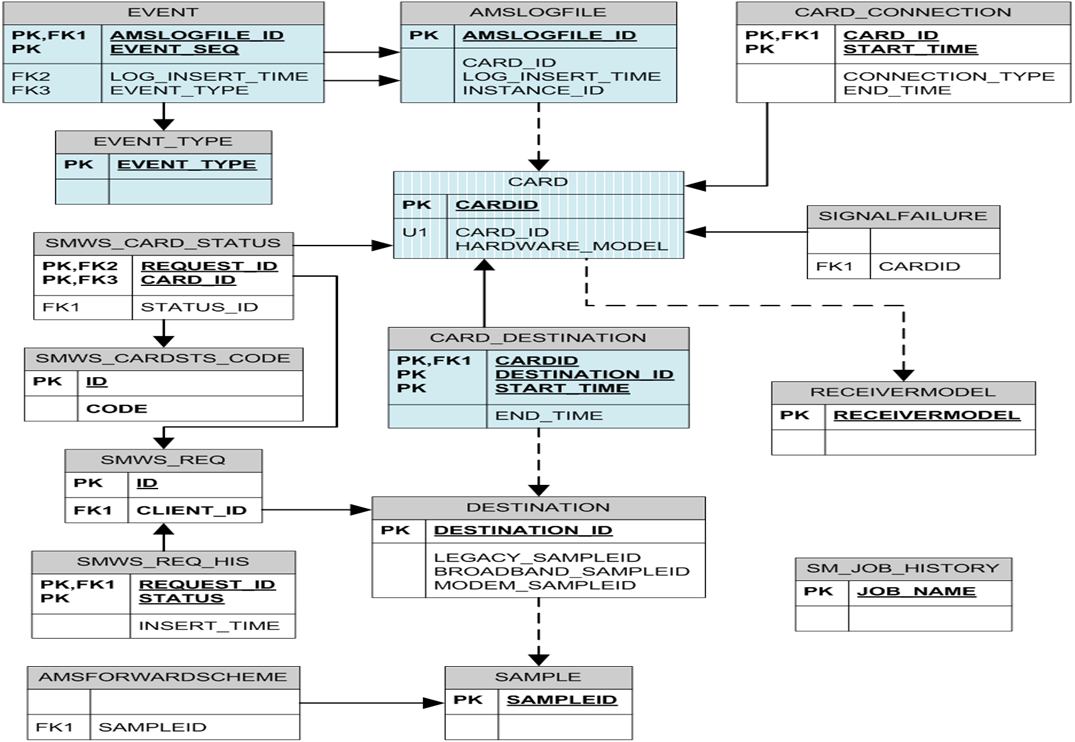 EVENT
PK,FK1 AMSLOGFILE_ID
PK EVENT_SEQ
FK2 LOG_INSERT_TIME
FK3 EVENT_TYPE
AMSLOGFILE
PK AMSLOGFILE_ID
CARD_ID
LOG_INSERT_TIME
INSTANCE_ID
CARD_CONNECTION
PK,FK1 CARD_ID
PK START_TIME
CONNECTION_TYPE
END_TIME
EVENT_TYPE
PK EVENT_TYPE
CARD
PK CARDID
U1 CARD_ID
HARDWARE_MODEL
SIGNALFAILURE
FK1 CARDID
SMWS_CARD_STATUS
PK,FK2 REQUEST_ID
PK,FK3 CARD_ID
FK1 STATUS_ID
SMWS_CARDSTS_CODE
PK ID
CODE
CARD_DESTINATION
PK,FK1 CARDID
PK DESTINATION_ID
PK START_TIME
END_TIME
RECEIVERMODEL
PK RECEIVERMODEL
SMWS_REQ
PK ID
FK1 CLIENT_ID
DESTINATION
PK DESTINATION_ID
LEGACY_SAMPLEID
BROADBAND_SAMPLEID
MODEM_SAMPLEID
SMWS_REQ_HIS
PK,FK1 REQUEST_ID
PK STATUS
INSERT_TIME
SM_JOB_HISTORY
PK JOB_NAME
AMSFORWARDSCHEME
FK1 SAMPLEID
SAMPLE
PK SAMPLEID